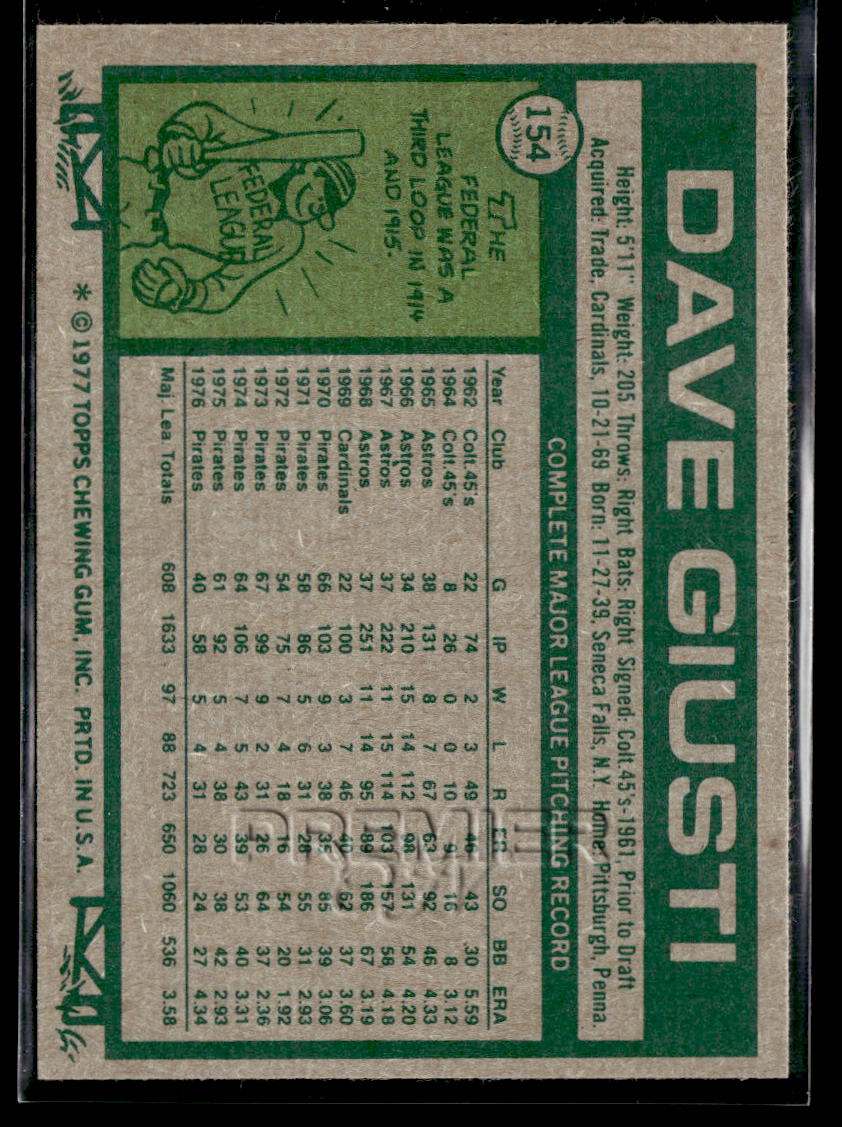 DAVE GIUSTI
154
Height: 5'11" Weight: 205 Throws: Right Bats: Right Signed: Colt.45's-1961, Prior to Draft
Acquired: Trade, Cardinals, 10-21-69 Born: 11-27-39, Seneca Falls, N.Y. Home: Pittsburgh, Penna.
COMPLETE MAJOR LEAGUE PITCHING RECORD
THE
FEDERAL
LEAGUE WAS A
THIRD LOOP IN 1914
AND 1915.
FEDERAL
LEAGUE
Year Club G IP W L R ER SO BB ERA
1962 Colt.45's 22 74 2 3 49 46 43 30 5.59
1964 Colt.45's 8 26 0 0 10 9 16 8 3.12
1965 Astros 38 131 8 7 67 63 92 46 4.33
1966 Astros 34 210 15 14 112 98 131 54 4.20
1967 Astros 37 222 11 15 114 103 157 58 4.18
1968 Astros 37 251 11 14 95 89 186 67 3.19
1969 Cardinals 22 100 3 7 46 40 62 37 3.60
1970 Pirates 66 103 9 3 38 35 85 39 3.06
1971 Pirates 58 86 5 6 31 28 55 31 2.93
1972 Pirates 54 75 7 4 18 16 54 20 1.92
1973 Pirates 67 99 9 2 31 26 64 37 2.36
1974 Pirates 64 106 7 5 43 39 53 40 3.31
1975 Pirates 61 92 5 4 38 30 38 42 2.93
1976 Pirates 40 58 5 4 31 28 24 27 4.34
Maj. Lea Totals 608 1633 97 88 723 650 1060 536 3.58
* © 1977 TOPPS CHEWING GUM, INC. PRTD. IN U.S.A.
PREMIER